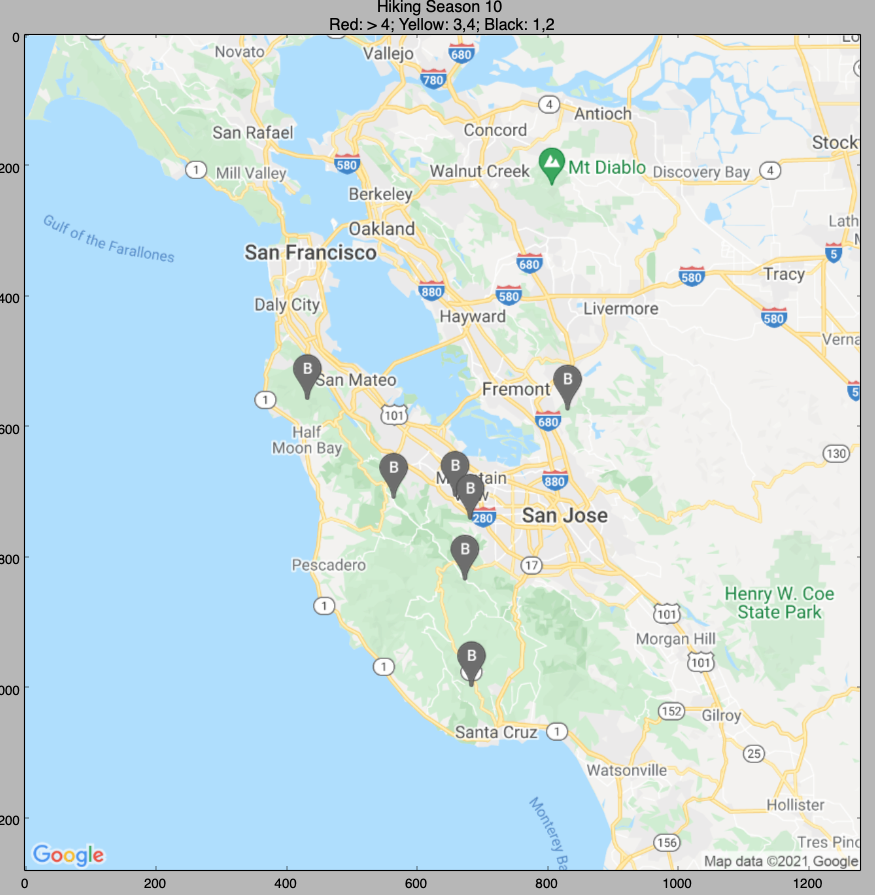 Hiking Season 10
Red: > 4; Yellow: 3,4; Black: 1,2
0
Novato
Vallejo
680
780
Lo
4
Antioch
Concord
San Rafael
580
Stock
200
1
Mill Valley
Walnut Creek
Mt Diablo
Discovery Bay
4
Berkeley
Gulf of the Farallones
Oakland
Lath
San Francisco
680
5
580
Tracy
400
880
580
Daly City
Hayward
Livermore
580
Verna
B
San Mateo
B
Fremont
5
1
101
680
600
Half
Moon Bay
130
B
B
B
880
280
San Jose
B
800
Pescadero
17
Henry W. Coe
State Park
1
101
Morgan Hill
B
101
1
000
152
Gilroy
Santa Cruz
1
25
Watsonville
Hollister
200
Monterey Ba
156
Tres Pino
Google
Map data ©2021 Google
0
200
400
600
800
1000
1200